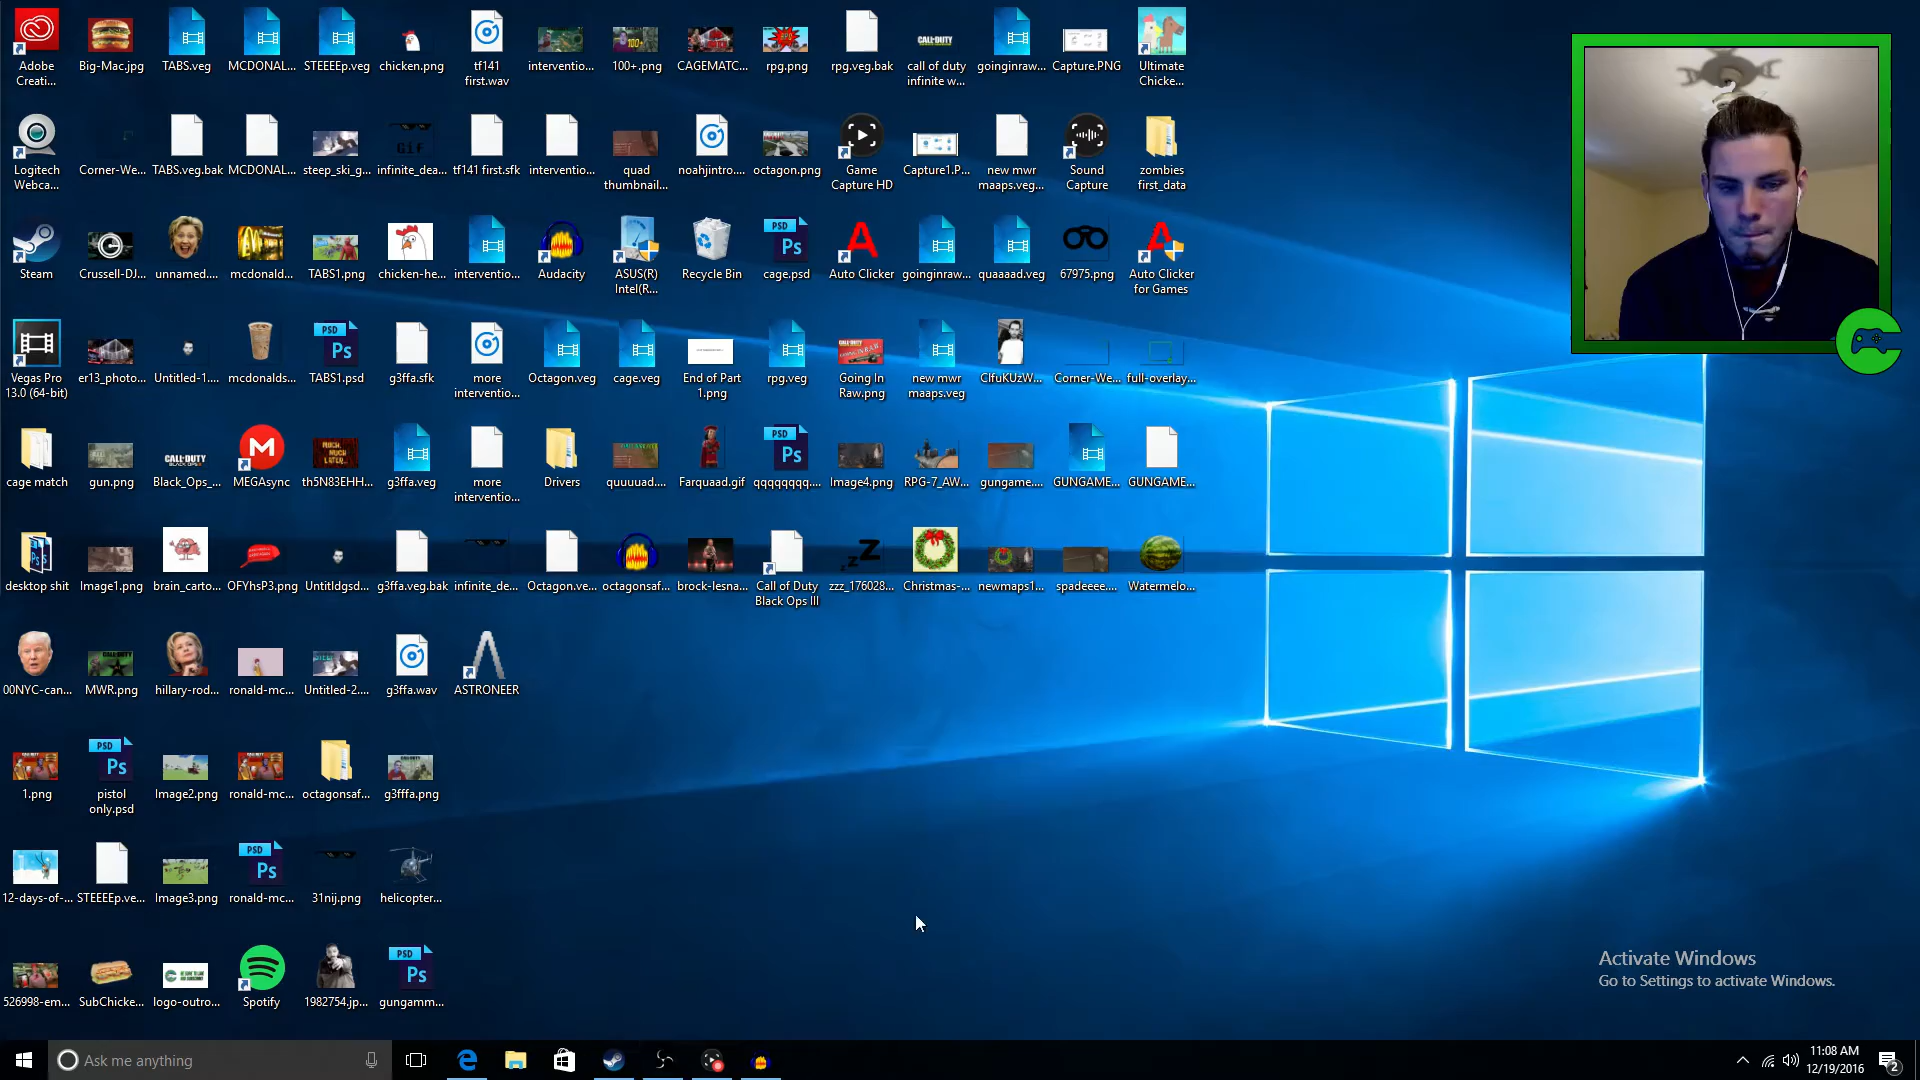 Adobe Creati...
Big-Mac.jpg
TABS.veg
MCDONAL...
STEEEEp.veg
chicken.png
tf141 first.wav
interventio...
100+.png
CAGEMATC...
rpg.png
rpg.veg.bak
call of duty infinite w...
goinginraw...
Capture.PNG
Ultimate Chicke...
Logitech Webca...
Corner-We...
TABS.veg.bak
MCDONAL...
steep_ski_g...
infinite_dea...
tf141 first.sfk
interventio...
quad thumbnail...
noahjintro....
octagon.png
Game Capture HD
Capture1.P...
new mwr maaps.veg...
Sound Capture
zombies first_data
Steam
Crussell-DJ...
unnamed....
mcdonald...
TABS1.png
chicken-he...
interventio...
Audacity
ASUS(R) Intel(R...
Recycle Bin
cage.psd
Auto Clicker
goinginraw...
quaaaad.veg
67975.png
Auto Clicker for Games
Vegas Pro 13.0 (64-bit)
er13_photo...
Untitled-1....
mcdonalds...
TABS1.psd
g3ffa.sfk
more interventio...
Octagon.veg
cage.veg
End of Part 1.png
rpg.veg
Going In Raw.png
new mwr maaps.veg
ClfuKUzW...
Corner-We...
full-overlay...
cage match
gun.png
Black_Ops_...
MEGAsync
th5N83EHH...
g3ffa.veg
more interventio...
Drivers
quuuuad....
Farquaad.gif
qqqqqqqq....
Image4.png
RPG-7_AW...
gungame....
GUNGAME...
GUNGAME...
desktop shit
Image1.png
brain_carto...
OFYhsP3.png
Untitldgsd...
g3ffa.veg.bak
infinite_de...
Octagon.ve...
octagonsaf...
brock-lesna...
Call of Duty Black Ops III
zzz_176028...
Christmas-...
newmaps1...
spadeeee....
Watermelo...
00NYC-can...
MWR.png
hillary-rod...
ronald-mc...
Untitled-2....
g3ffa.wav
ASTRONEER
1.png
pistol only.psd
Image2.png
ronald-mc...
octagonsaf...
g3fffa.png
12-days-of-...
STEEEEp.ve...
Image3.png
ronald-mc...
31nij.png
helicopter...
526998-em...
SubChicke...
logo-outro...
Spotify
1982754.jp...
gungamm...
Activate Windows
Go to Settings to activate Windows.
Ask me anything
11:08 AM
12/19/2016
2